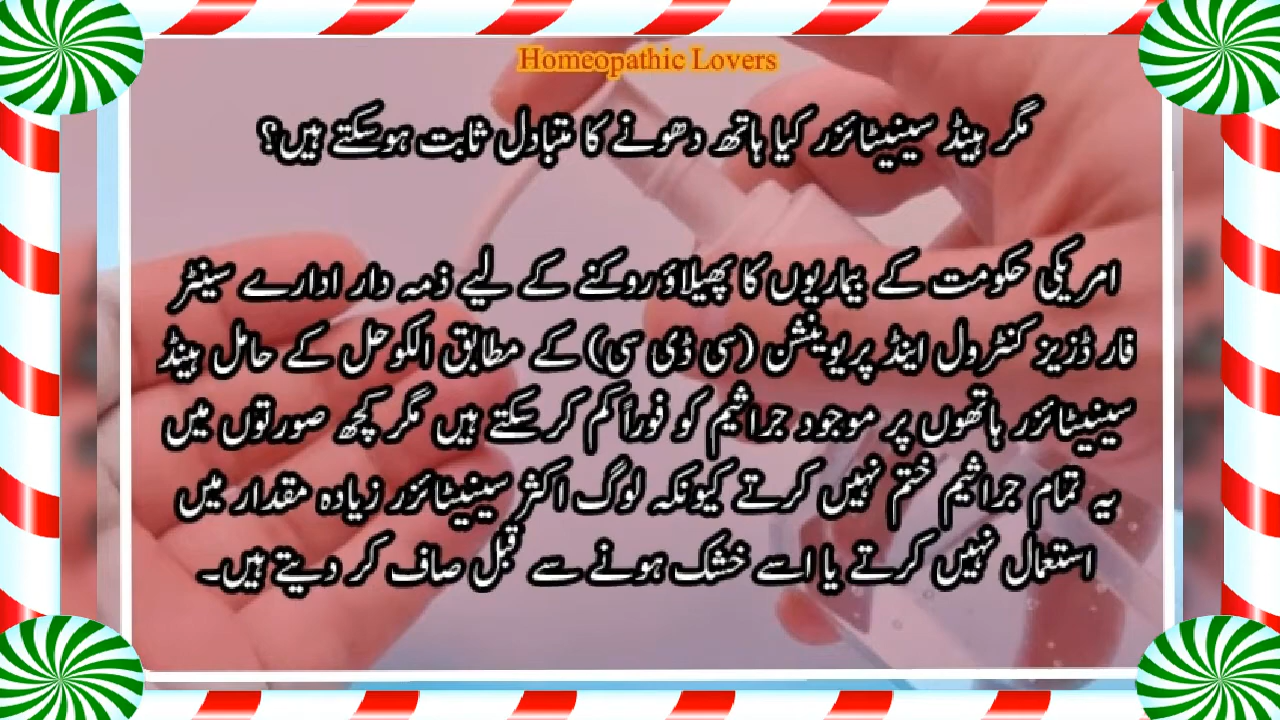 Homeopathic Lovers
مگر ہینڈ سینیٹائزر کیا ہاتھ دھونے کا متبادل ثابت ہوسکتے ہیں؟
امریکی حکومت کے بیماریوں کا پھیلاؤ روکنے کے لیے ذمہ دار ادارے سینٹر
فار ڈزیز کنٹرول اینڈ پریوینشن (سی ڈی سی) کے مطابق الکوحل کے حامل ہینڈ
سینیٹائزر ہاتھوں پر موجود جراثیم کو فوراً کم کرسکتے ہیں مگر کچھ صورتوں میں
یہ تمام جراثیم ختم نہیں کرتے کیونکہ لوگ اکثر سینیٹائزر زیادہ مقدار میں
استعمال نہیں کرتے یا اسے خشک ہونے سے قبل صاف کر دیتے ہیں۔